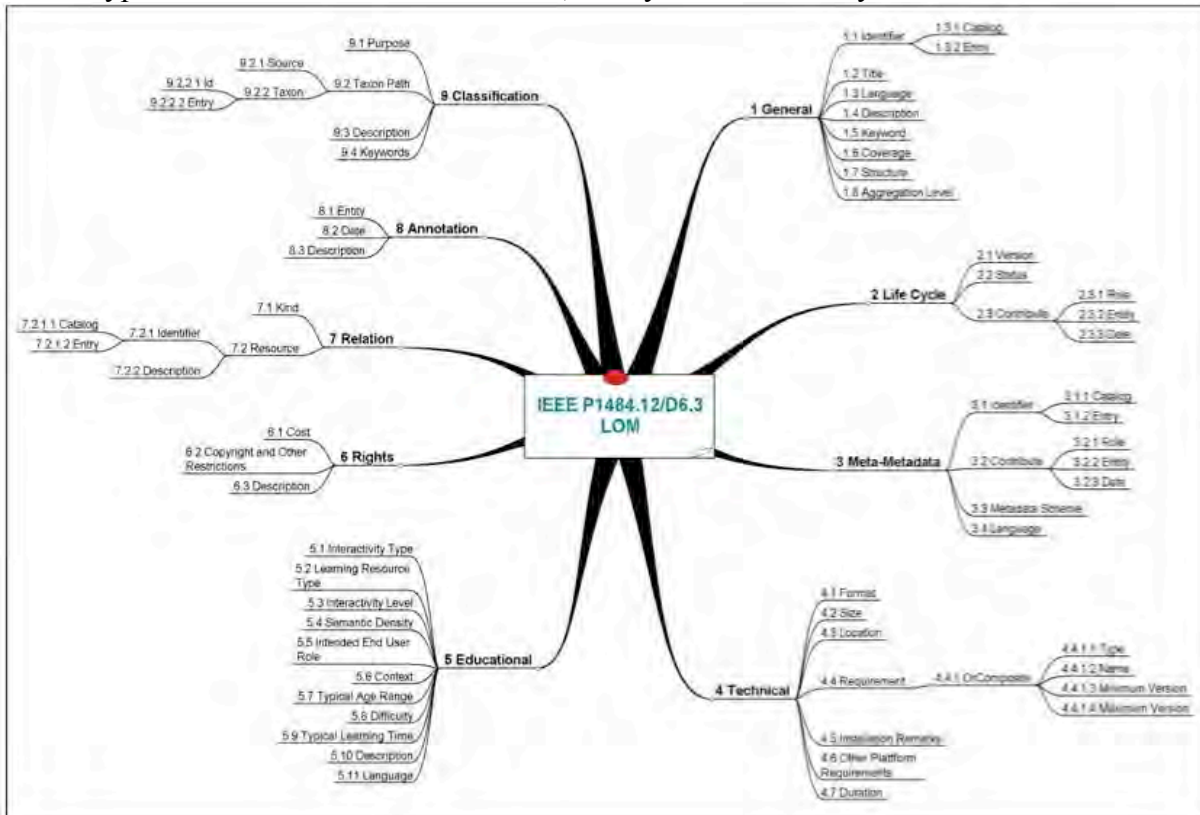 9.1 Purpose
9.2.1 Source
9.2 Taxon Path
9.2.2.1 Id
9.2.2 Taxon
9.2.2.2 Entry
9 Classification
9.3 Description
9.4 Keywords
8.1 Entity
8.2 Date
8.3 Description
8 Annotation
7.1 Kind
7.2.1.1 Catalog
7.2.1 Identifier
7.2.1.2 Entry
7.2 Resource
7.2.2 Description
7 Relation
6.1 Cost
6.2 Copyright and Other
Restrictions
6.3 Description
6 Rights
5.1 Interactivity Type
5.2 Learning Resource
Type
5.3 Interactivity Level
5.4 Semantic Density
5.5 Intended End User
Role
5.6 Context
5.7 Typical Age Range
5.8 Difficulty
5.9 Typical Learning Time
5.10 Description
5.11 Language
5 Educational
IEEE P1484.12/D6.3
LOM
1 General
1.1 Identifier
1.3.1 Catalog
1.3.2 Entry
1.2 Title
1.3 Language
1.4 Description
1.5 Keyword
1.6 Coverage
1.7 Structure
1.8 Aggregation Level
2 Life Cycle
2.1 Version
2.2 Status
2.3 Contribute
2.3.1 Role
2.3.2 Entity
2.3.3 Date
3 Meta-Metadata
3.1 Identifier
3.1.1 Catalog
3.1.2 Entry
3.2 Contribute
3.2.1 Role
3.2.2 Entry
3.2.3 Date
3.3 Metadata Scheme
3.4 Language
4 Technical
4.1 Format
4.2 Size
4.3 Location
4.4 Requirement
4.4.1 OrComposite
4.4.1.1 Type
4.4.1.2 Name
4.4.1.3 Minimum Version
4.4.1.4 Maximum Version
4.5 Installation Remarks
4.6 Other Plattform
Requirements
4.7 Duration